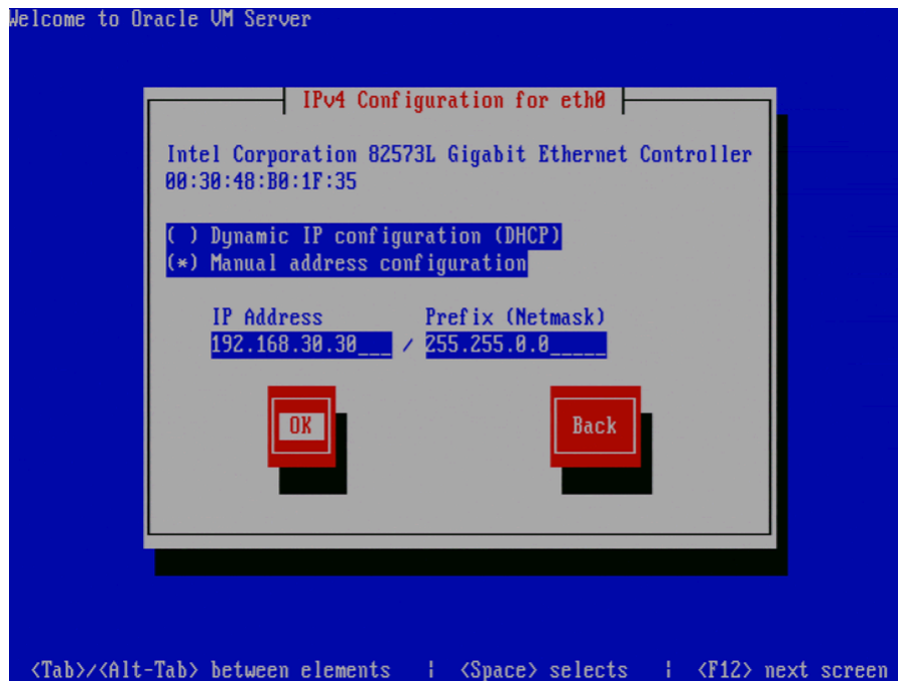 Welcome to Oracle VM Server
IPv4 Configuration for eth0
Intel Corporation 82573L Gigabit Ethernet Controller
00:30:48:B0:1F:35
( ) Dynamic IP configuration (DHCP)
(*) Manual address configuration
IP Address Prefix (Netmask)
192.168.30.30___ / 255.255.0.0_____
OK Back
<Tab>/<Alt-Tab> between elements | <Space> selects | <F12> next screen